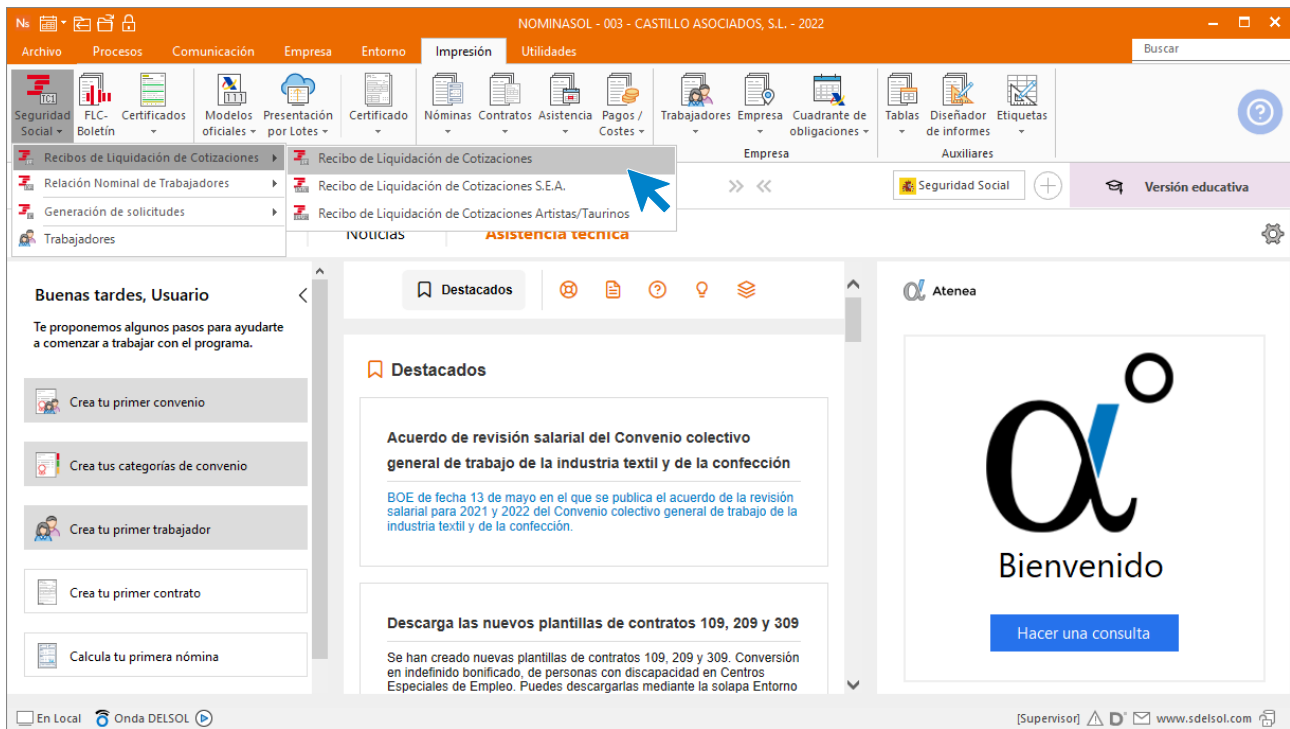 Ns
NOMINASOL - 003 - CASTILLO ASOCIADOS, S.L. - 2022
Archivo Procesos Comunicación Empresa Entorno Impresión Utilidades
Buscar
TC1
111
Seguridad Social
FLC- Boletín
Certificados
Modelos oficiales
Presentación por Lotes
Certificado
Nóminas
Contratos
Asistencia
Pagos / Costes
Trabajadores
Empresa
Cuadrante de obligaciones
Tablas
Diseñador de informes
Etiquetas
Empresa
Auxiliares
Recibos de Liquidación de Cotizaciones
Relación Nominal de Trabajadores
Generación de solicitudes
Trabajadores
Recibo de Liquidación de Cotizaciones
Recibo de Liquidación de Cotizaciones S.E.A.
Recibo de Liquidación de Cotizaciones Artistas/Taurinos
Seguridad Social
Versión educativa
Noticias
Asistencia técnica
Buenas tardes, Usuario
Te proponemos algunos pasos para ayudarte
a comenzar a trabajar con el programa.
Crea tu primer convenio
Crea tus categorías de convenio
Crea tu primer trabajador
Crea tu primer contrato
Calcula tu primera nómina
Destacados
Destacados
Acuerdo de revisión salarial del Convenio colectivo
general de trabajo de la industria textil y de la confección
BOE de fecha 13 de mayo en el que se publica el acuerdo de la revisión
salarial para 2021 y 2022 del Convenio colectivo general de trabajo de la
industria textil y de la confección.
Descarga las nuevos plantillas de contratos 109, 209 y 309
Se han creado nuevas plantillas de contratos 109, 209 y 309. Conversión
en indefinido bonificado, de personas con discapacidad en Centros
Especiales de Empleo. Puedes descargarlas mediante la solapa Entorno
Atenea
Bienvenido
Hacer una consulta
En Local
Onda DELSOL
[Supervisor]
D
www.sdelsol.com